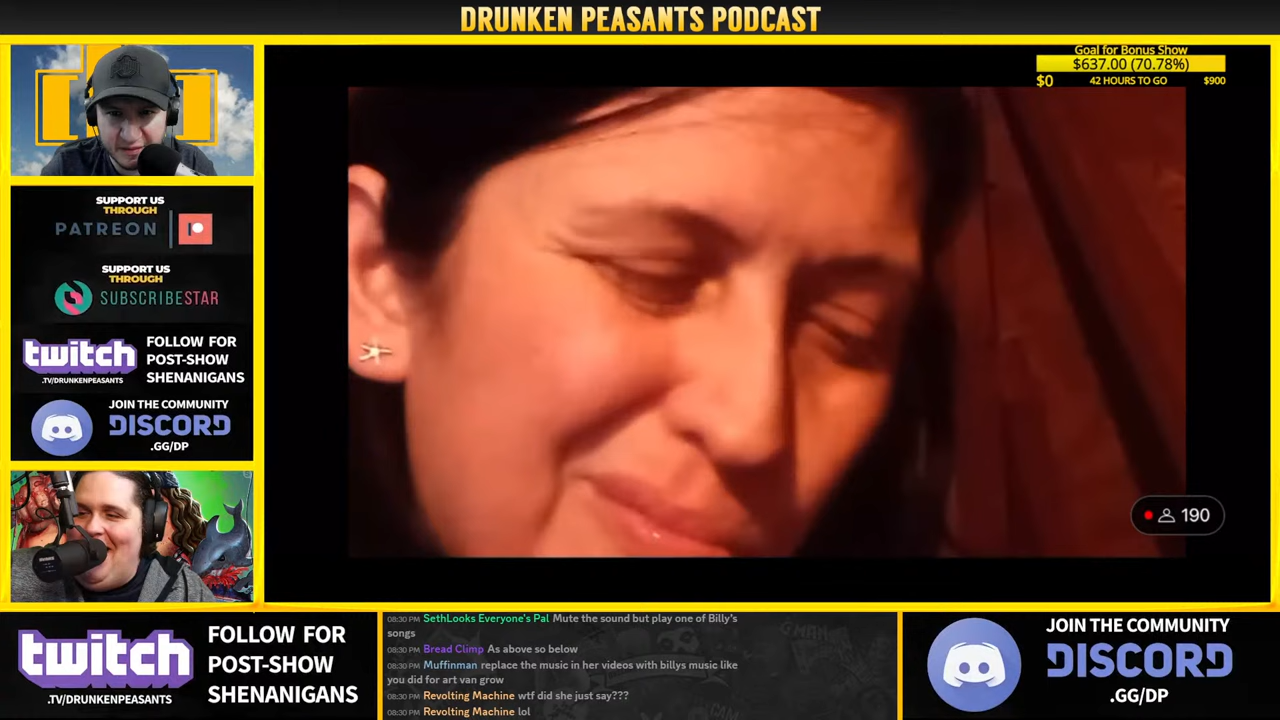 DRUNKEN PEASANTS PODCAST
Goal for Bonus Show
$637.00 (70.78%)
$0
42 HOURS TO GO
$900
SUPPORT US
THROUGH
PATREON
SUPPORT US
THROUGH
SUBSCRIBESTAR
twitch
.TV/DRUNKENPEASANTS
FOLLOW FOR
POST-SHOW
SHENANIGANS
JOIN THE COMMUNITY
DISCORD
.GG/DP
190
twitch
.TV/DRUNKENPEASANTS
FOLLOW FOR
POST-SHOW
SHENANIGANS
08:30 PM SethLooks Everyone's Pal Mute the sound but play one of Billy's
songs
08:30 PM Bread Climp As above so below
08:30 PM Muffinman replace the music in her videos with billys music like
you did for art van grow
08:30 PM Revolting Machine wtf did she just say???
08:30 PM Revolting Machine lol
JOIN THE COMMUNITY
DISCORD
.GG/DP